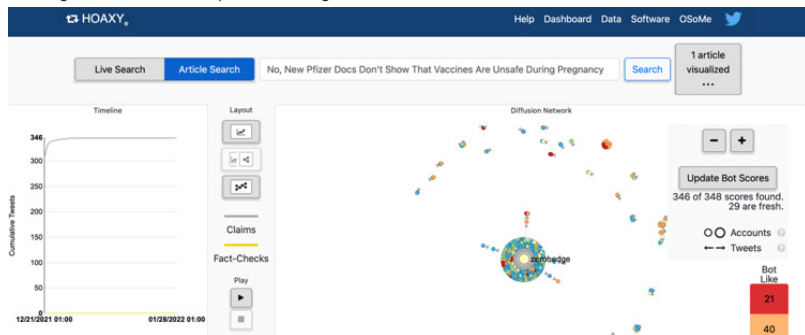 HOAXY®
Help Dashboard Data Software OSoMe
Live Search Article Search No, New Pfizer Docs Don't Show That Vaccines Are Unsafe During Pregnancy Search
1 article
visualized
...
Timeline
Layout
Diffusion Network
346
300
250
200
150
100
50
0
Cumulative Tweets
12/21/2021 01:00 01/28/2022 01:00
Claims
Fact-Checks
Play
zerohedge
- +
Update Bot Scores
346 of 348 scores found.
29 are fresh.
Accounts
Tweets
Bot
Like
21
40